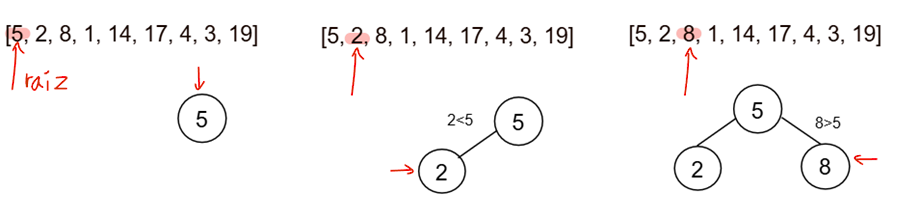 [5, 2, 8, 1, 14, 17, 4, 3, 19]
raíz
5
[5, 2, 8, 1, 14, 17, 4, 3, 19]
2<5
5
2
[5, 2, 8, 1, 14, 17, 4, 3, 19]
5
8>5
2
8